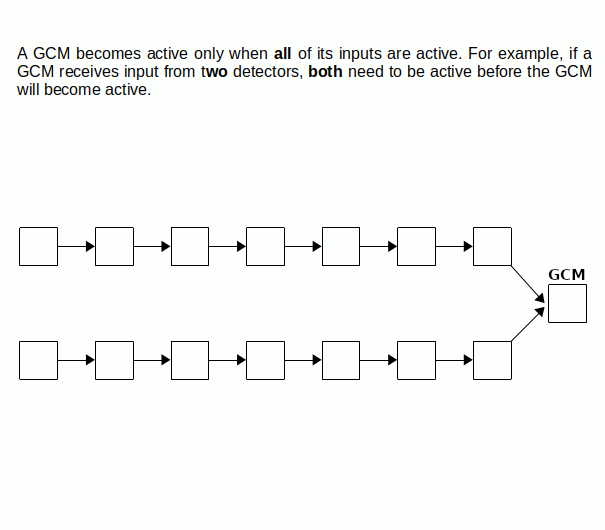 A GCM becomes active only when all of its inputs are active. For example, if a
GCM receives input from two detectors, both need to be active before the GCM
will become active.
GCM